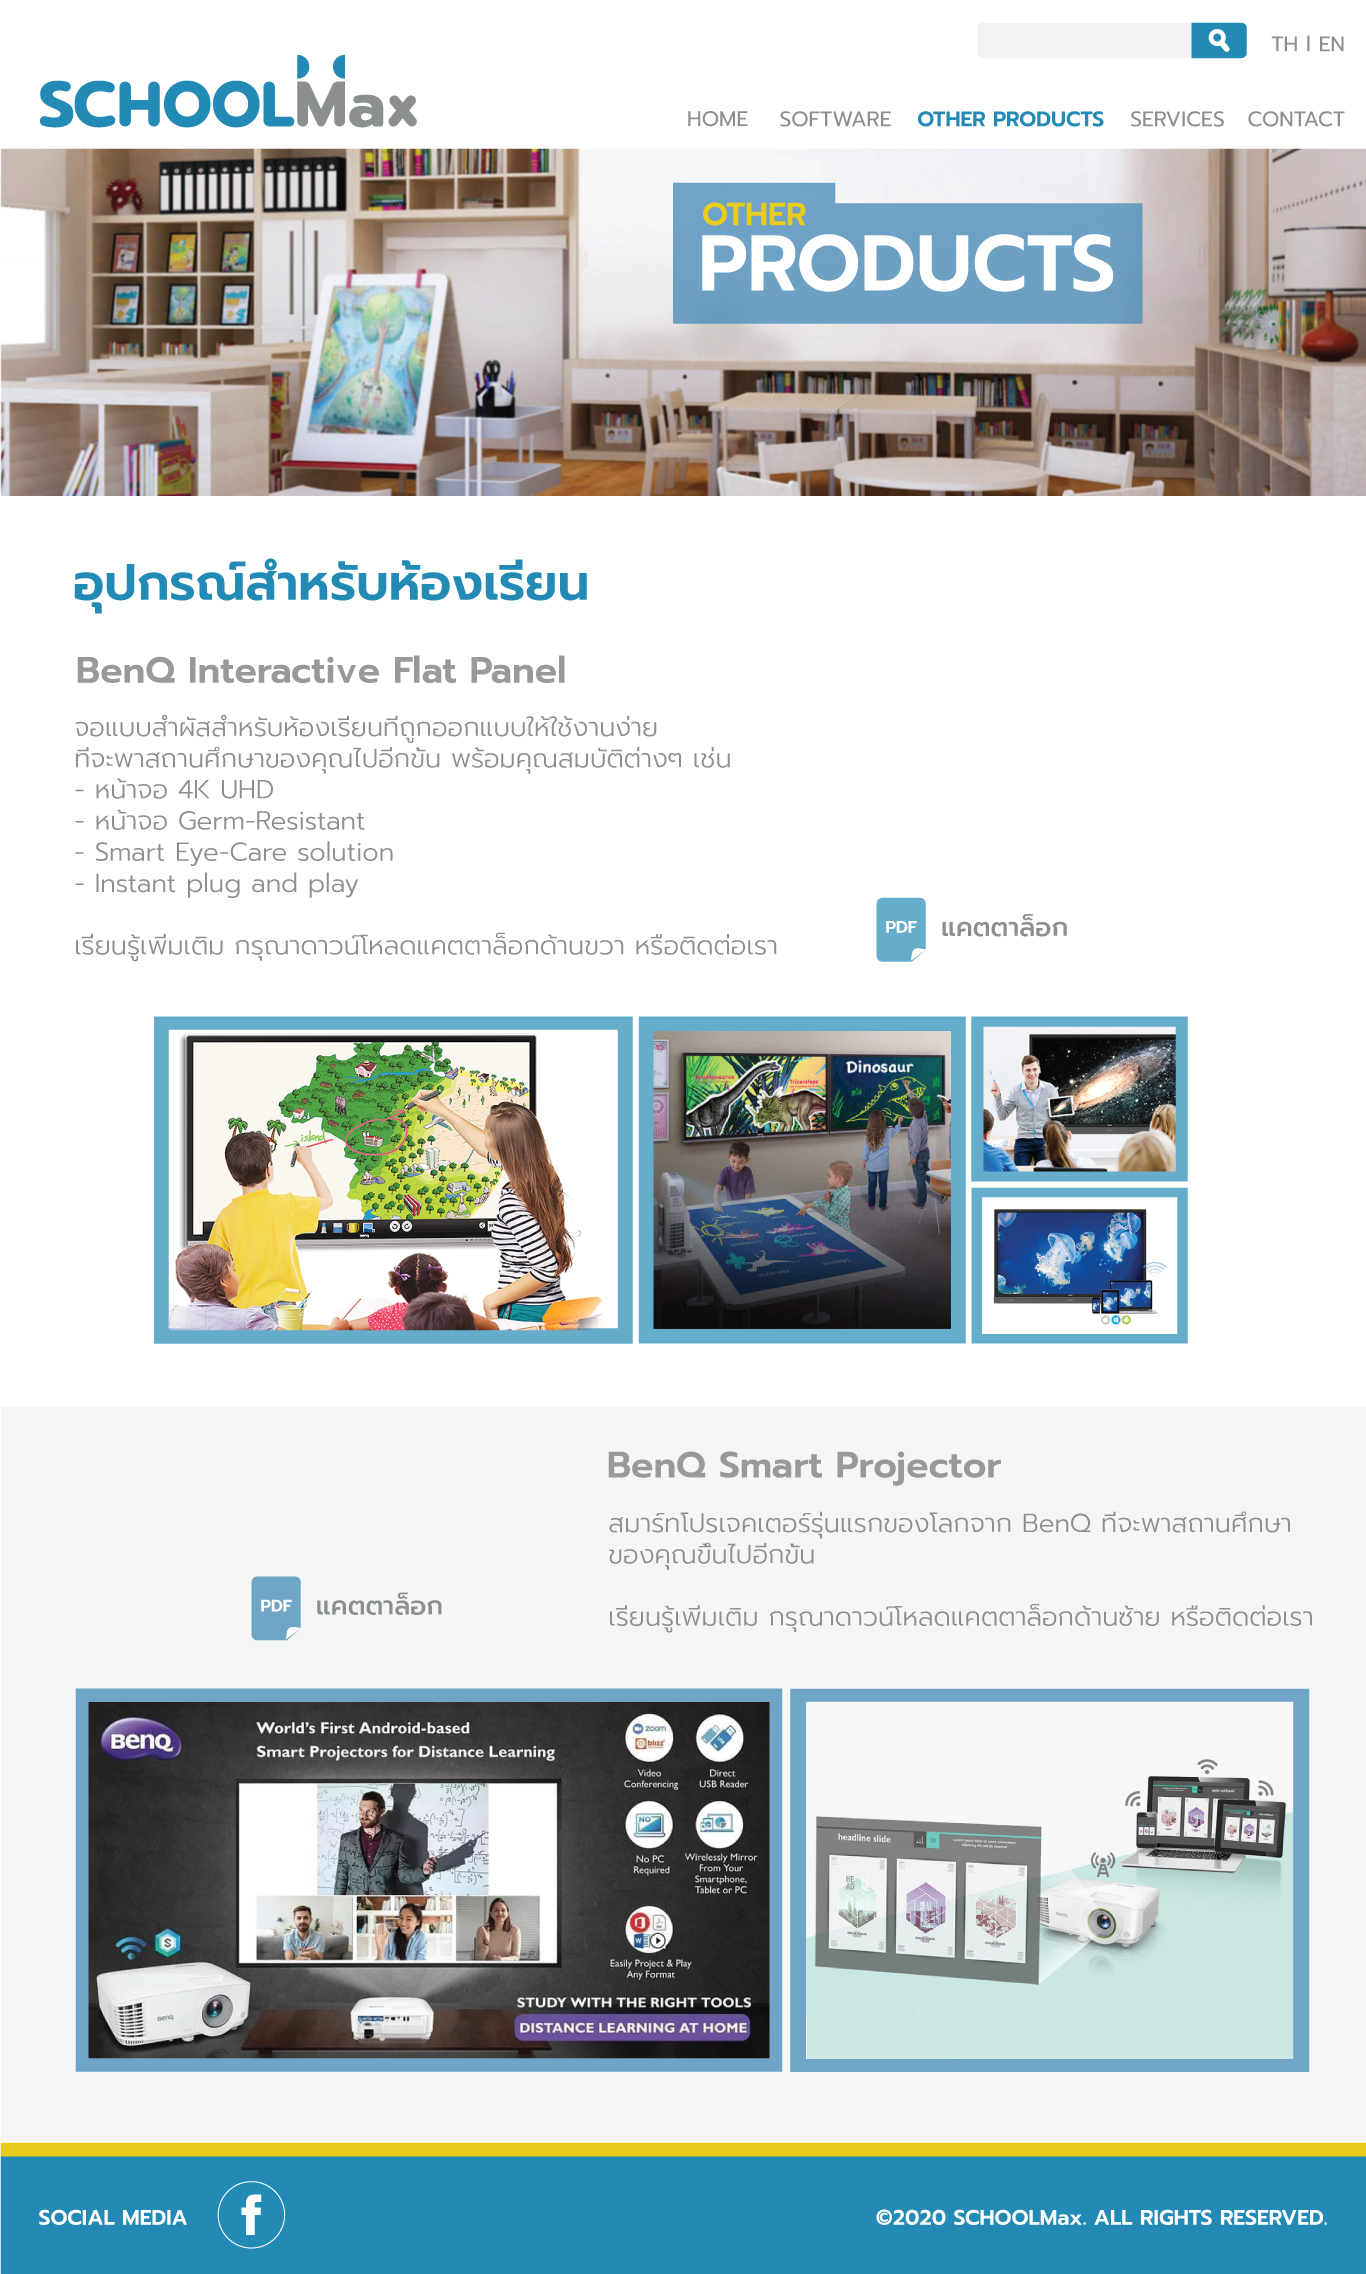 TH | EN
SCHOOLMax
HOME SOFTWARE OTHER PRODUCTS SERVICES CONTACT
OTHER
PRODUCTS
อุปกรณ์สำหรับห้องเรียน
BenQ Interactive Flat Panel
จอแบบสำผัสสำหรับห้องเรียนที่ถูกออกแบบให้ใช้งานง่าย
ที่จะพาสถานศึกษาของคุณไปอีกขั้น พร้อมคุณสมบัติต่างๆ เช่น
- หน้าจอ 4K UHD
- หน้าจอ Germ-Resistant
- Smart Eye-Care solution
- Instant plug and play
เรียนรู้เพิ่มเติม กรุณาดาวน์โหลดแคตตาล็อกด้านขวา หรือติดต่อเรา
PDF แคตตาล็อก
island
BenQ
Brontosaurus
Triceratops
Dinosaur
BenQ Smart Projector
สมาร์ทโปรเจคเตอร์รุ่นแรกของโลกจาก BenQ ที่จะพาสถานศึกษา
ของคุณขึ้นไปอีกขั้น
เรียนรู้เพิ่มเติม กรุณาดาวน์โหลดแคตตาล็อกด้านซ้าย หรือติดต่อเรา
PDF แคตตาล็อก
BenQ
World's First Android-based
Smart Projectors for Distance Learning
zoom
blizz
Video
Conferencing
Direct
USB Reader
NO
No PC
Required
Wirelessly Mirror
From Your
Smartphone,
Tablet or PC
Easily Project & Play
Any Format
S
BenQ
STUDY WITH THE RIGHT TOOLS
DISTANCE LEARNING AT HOME
headline slide
HE
AD
BenQ
SOCIAL MEDIA f
©2020 SCHOOLMax. ALL RIGHTS RESERVED.